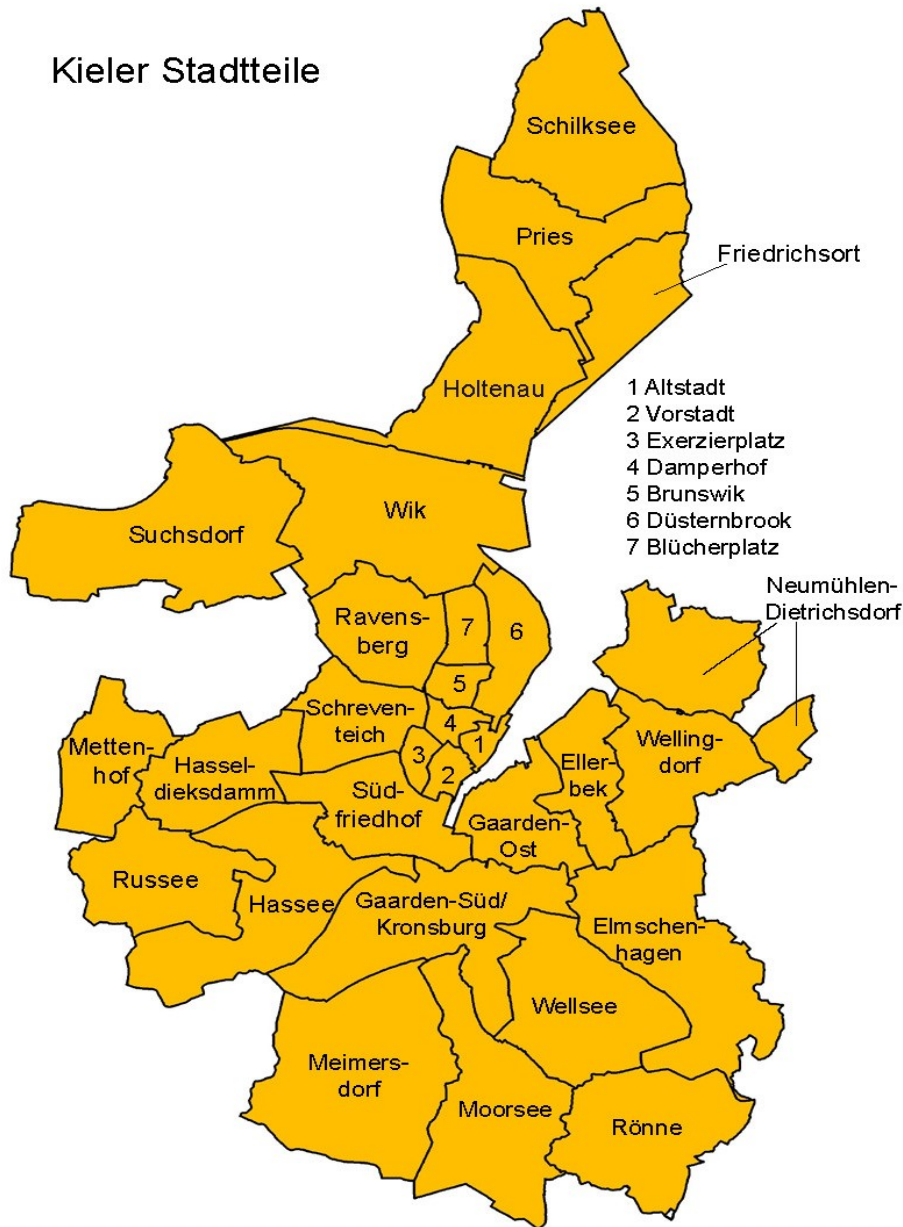 Kieler Stadtteile
Schilksee
Pries
Friedrichsort
Holtenau
1 Altstadt
2 Vorstadt
3 Exerzierplatz
4 Damperhof
5 Brunswik
6 Düsternbrook
7 Blücherplatz
Wik
Suchsdorf
Neumühlen-
Dietrichsdorf
Ravens-
berg
7
6
5
Schreven-
teich
4
1
3
2
Metten-
hof
Hassel-
dieksdamm
Süd-
friedhof
Eller-
bek
Welling-
dorf
Gaarden-
Ost
Russee
Hassee
Gaarden-Süd/
Kronsburg
Elmschen-
hagen
Wellsee
Meimers-
dorf
Moorsee
Rönne